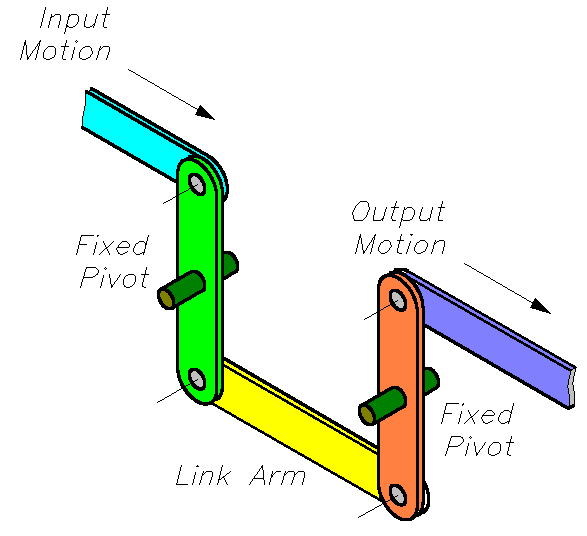 Input
Motion
Output
Motion
Fixed
Pivot
Fixed
Pivot
Link Arm